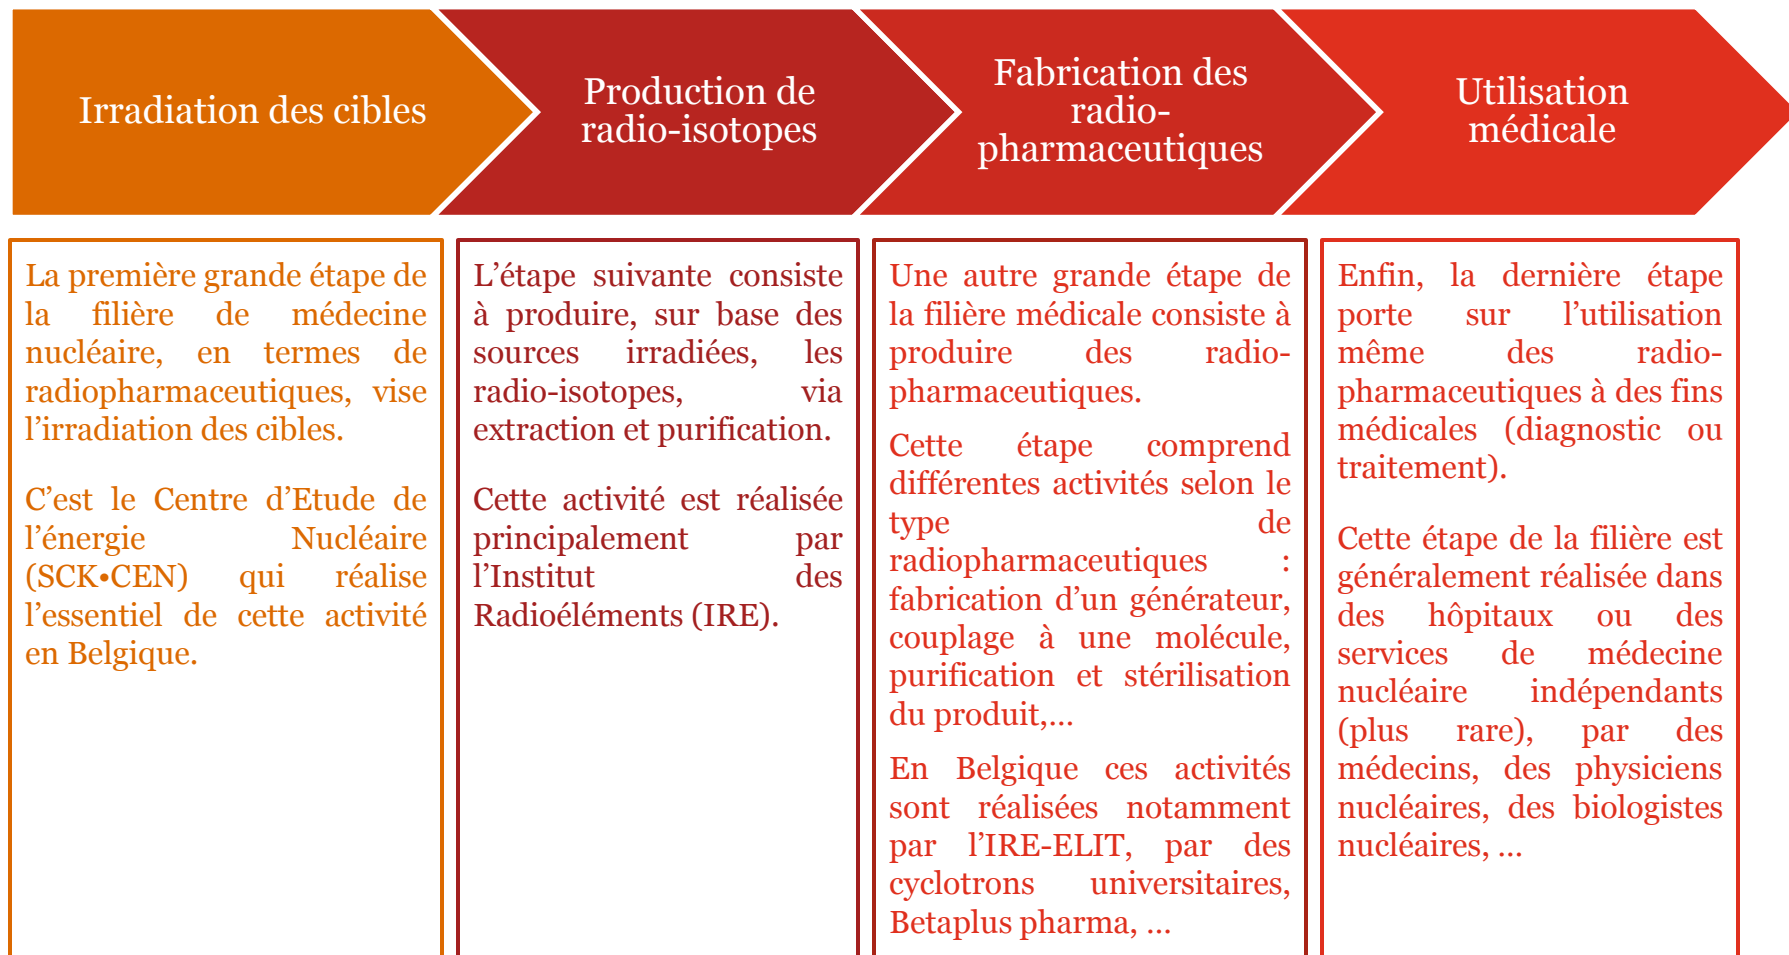 Irradiation des cibles
Production de
radio-isotopes
Fabrication des
radio-
pharmaceutiques
Utilisation
médicale
La première grande étape de
la filière de médecine
nucléaire, en termes de
radiopharmaceutiques, vise
l’irradiation des cibles.
C’est le Centre d’Etude de
l’énergie Nucléaire
(SCK•CEN) qui réalise
l’essentiel de cette activité
en Belgique.
L’étape suivante consiste
à produire, sur base des
sources irradiées, les
radio-isotopes, via
extraction et purification.
Cette activité est réalisée
principalement par
l’Institut des
Radioéléments (IRE).
Une autre grande étape de
la filière médicale consiste à
produire des radio-
pharmaceutiques.
Cette étape comprend
différentes activités selon le
type de
radiopharmaceutiques :
fabrication d’un générateur,
couplage à une molécule,
purification et stérilisation
du produit,…
En Belgique ces activités
sont réalisées notamment
par l’IRE-ELIT, par des
cyclotrons universitaires,
Betaplus pharma, …
Enfin, la dernière étape
porte sur l’utilisation
même des radio-
pharmaceutiques à des fins
médicales (diagnostic ou
traitement).
Cette étape de la filière est
généralement réalisée dans
des hôpitaux ou des
services de médecine
nucléaire indépendants
(plus rare), par des
médecins, des physiciens
nucléaires, des biologistes
nucléaires, …